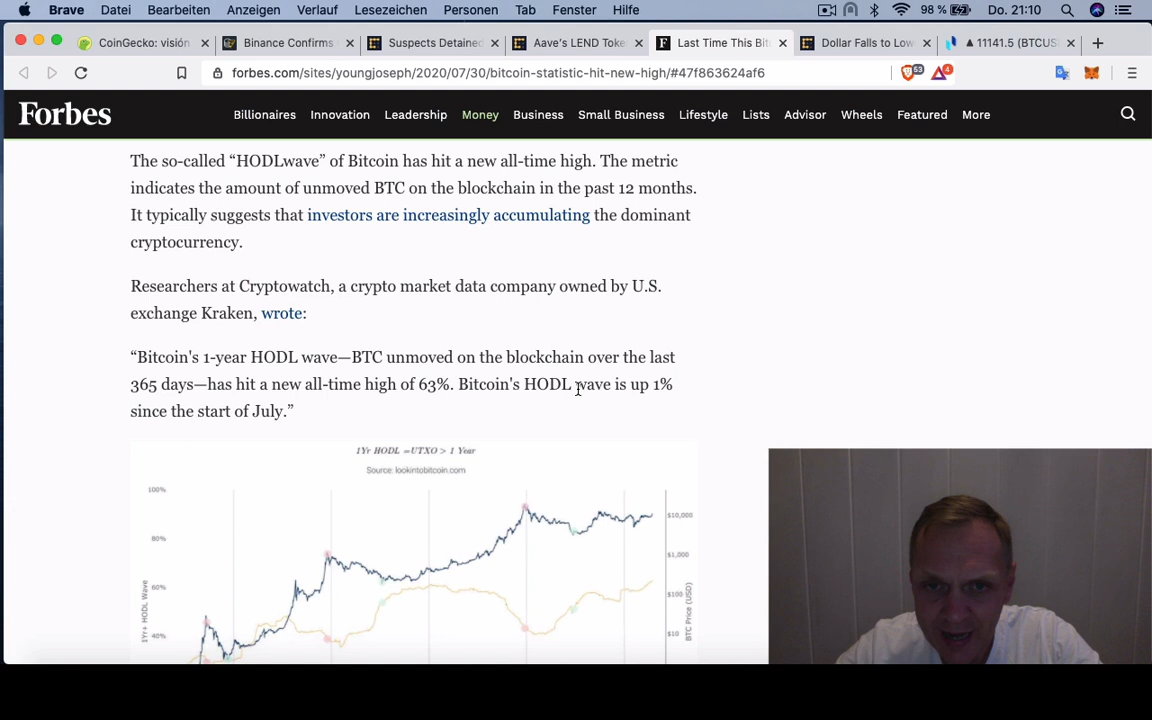 Brave Datei Bearbeiten Anzeigen Verlauf Lesezeichen Personen Tab Fenster Hilfe 98 % Do. 21:10
CoinGecko: visión Binance Confirms Suspects Detained Aave's LEND Toke Last Time This Bit Dollar Falls to Low ▲ 11141.5 (BTCUS
forbes.com/sites/youngjoseph/2020/07/30/bitcoin-statistic-hit-new-high/#47f863624af6 53 4
Forbes Billionaires Innovation Leadership Money Business Small Business Lifestyle Lists Advisor Wheels Featured More
The so-called “HODLwave” of Bitcoin has hit a new all-time high. The metric
indicates the amount of unmoved BTC on the blockchain in the past 12 months.
It typically suggests that investors are increasingly accumulating the dominant
cryptocurrency.
Researchers at Cryptowatch, a crypto market data company owned by U.S.
exchange Kraken, wrote:
“Bitcoin's 1-year HODL wave—BTC unmoved on the blockchain over the last
365 days—has hit a new all-time high of 63%. Bitcoin's HODL wave is up 1%
since the start of July.”
1Yr HODL =UTXO > 1 Year
Source: lookintobitcoin.com
100%
$10,000
80%
$1,000
60%
$100
40%
$10
1Yr+ HODL Wave
BTC Price (USD)